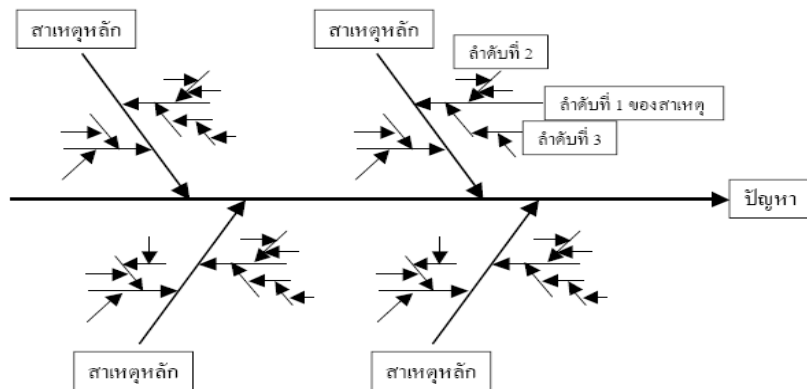 สาเหตุหลัก
สาเหตุหลัก
ลำดับที่ 2
ลำดับที่ 1 ของสาเหตุ
ลำดับที่ 3
ปัญหา
สาเหตุหลัก
สาเหตุหลัก